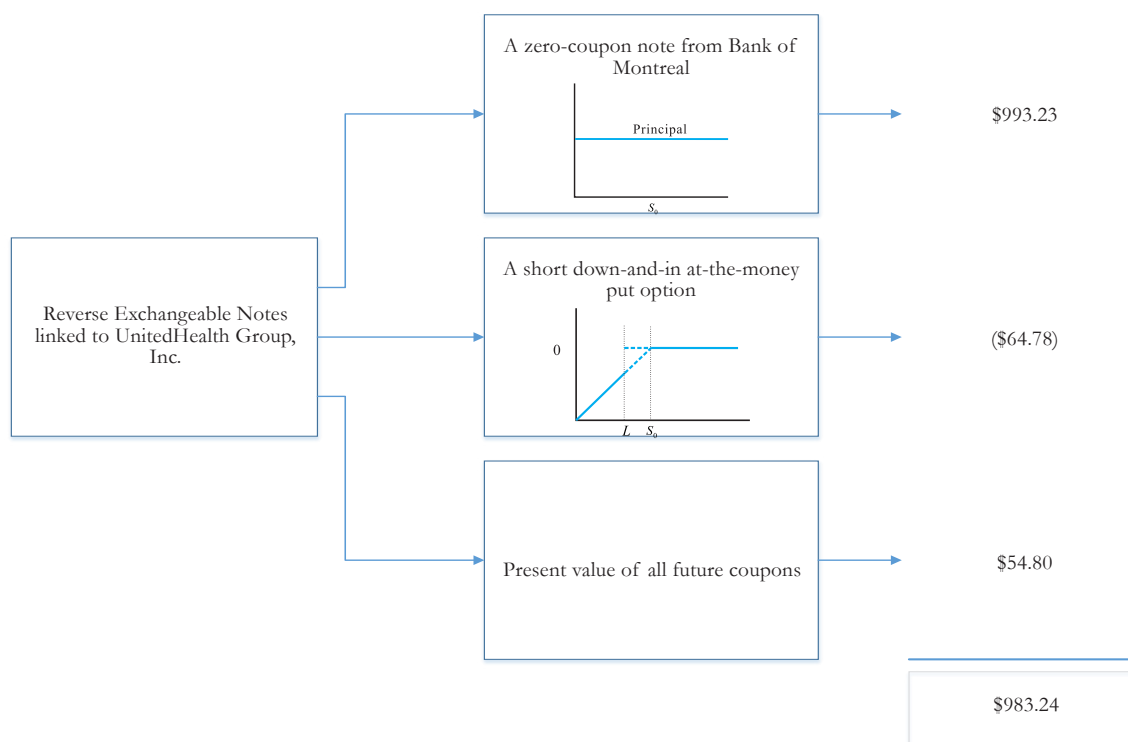 A zero-coupon note from Bank of
Montreal
Principal
S₀
$993.23
Reverse Exchangeable Notes
linked to UnitedHealth Group,
Inc.
A short down-and-in at-the-money
put option
0
L S₀
($64.78)
Present value of all future coupons
$54.80
$983.24